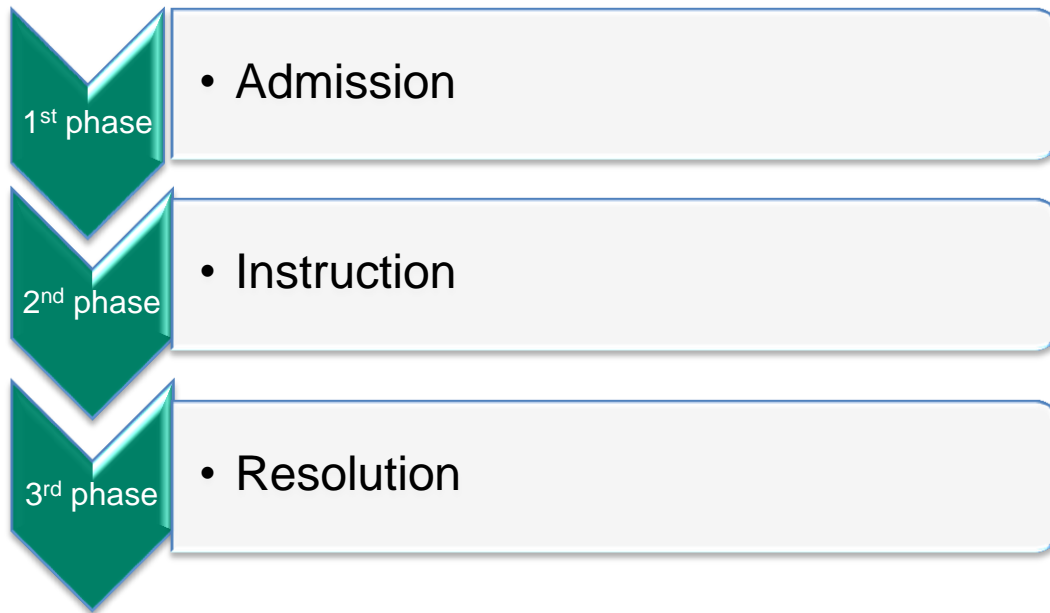 1st phase
• Admission
2nd phase
• Instruction
3rd phase
• Resolution